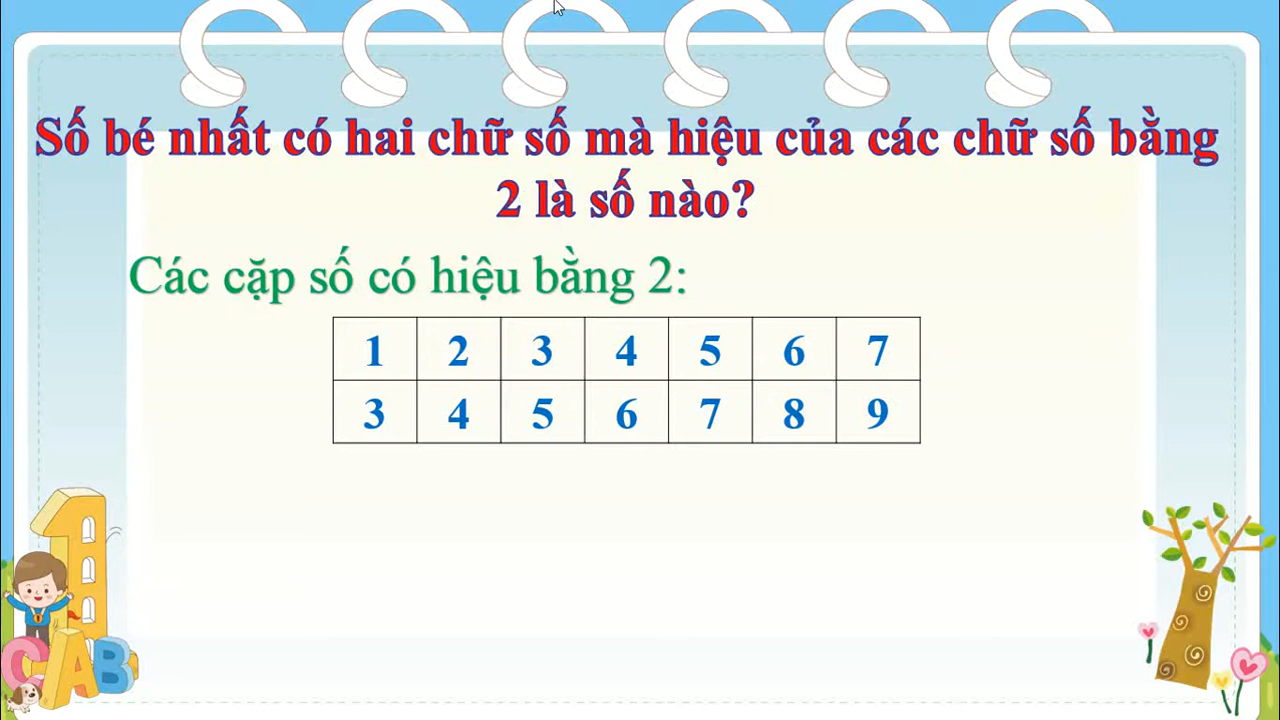 Số bé nhất có hai chữ số mà hiệu của các chữ số bằng
2 là số nào?
Các cặp số có hiệu bằng 2:
1 2 3 4 5 6 7
3 4 5 6 7 8 9
1
CAB